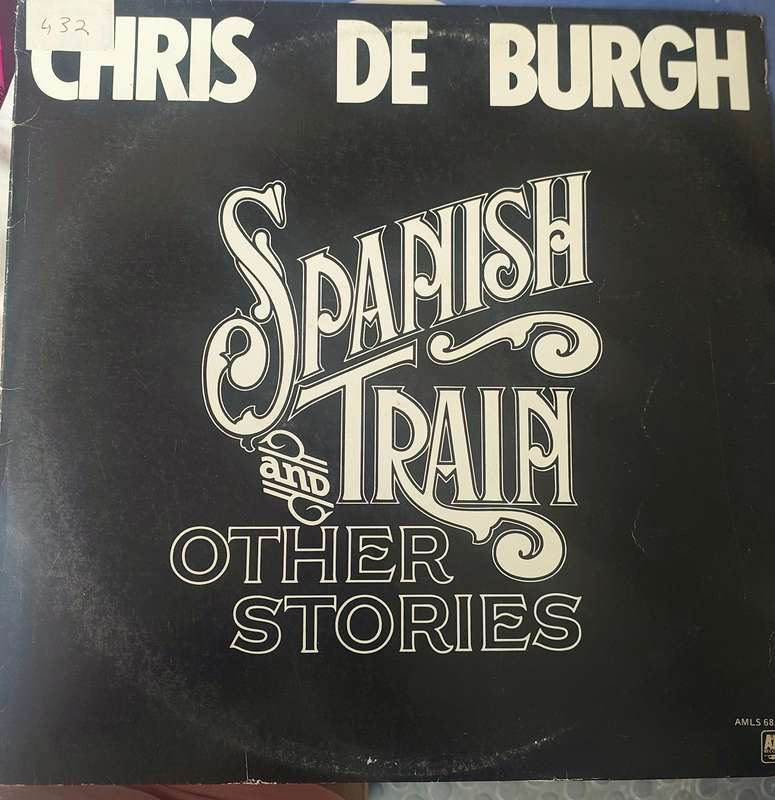 432
CHRIS DE BURGH
SPANISH
TRAIN
and
OTHER
STORIES
AMLS 68